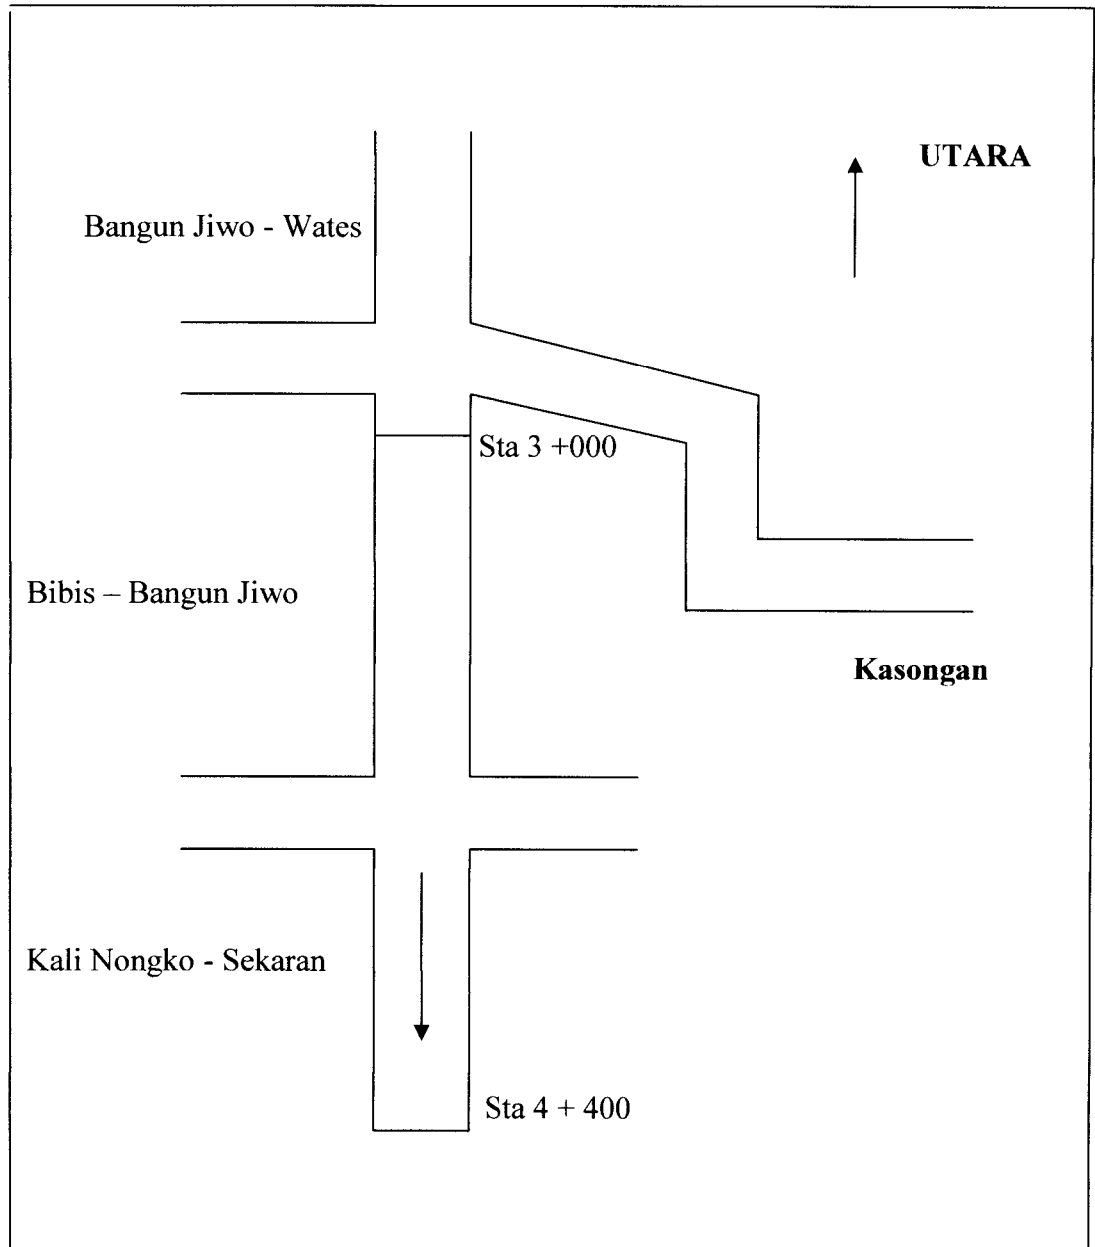 UTARA
Bangun Jiwo - Wates
Sta 3 +000
Bibis – Bangun Jiwo
Kasongan
Kali Nongko - Sekaran
Sta 4 + 400